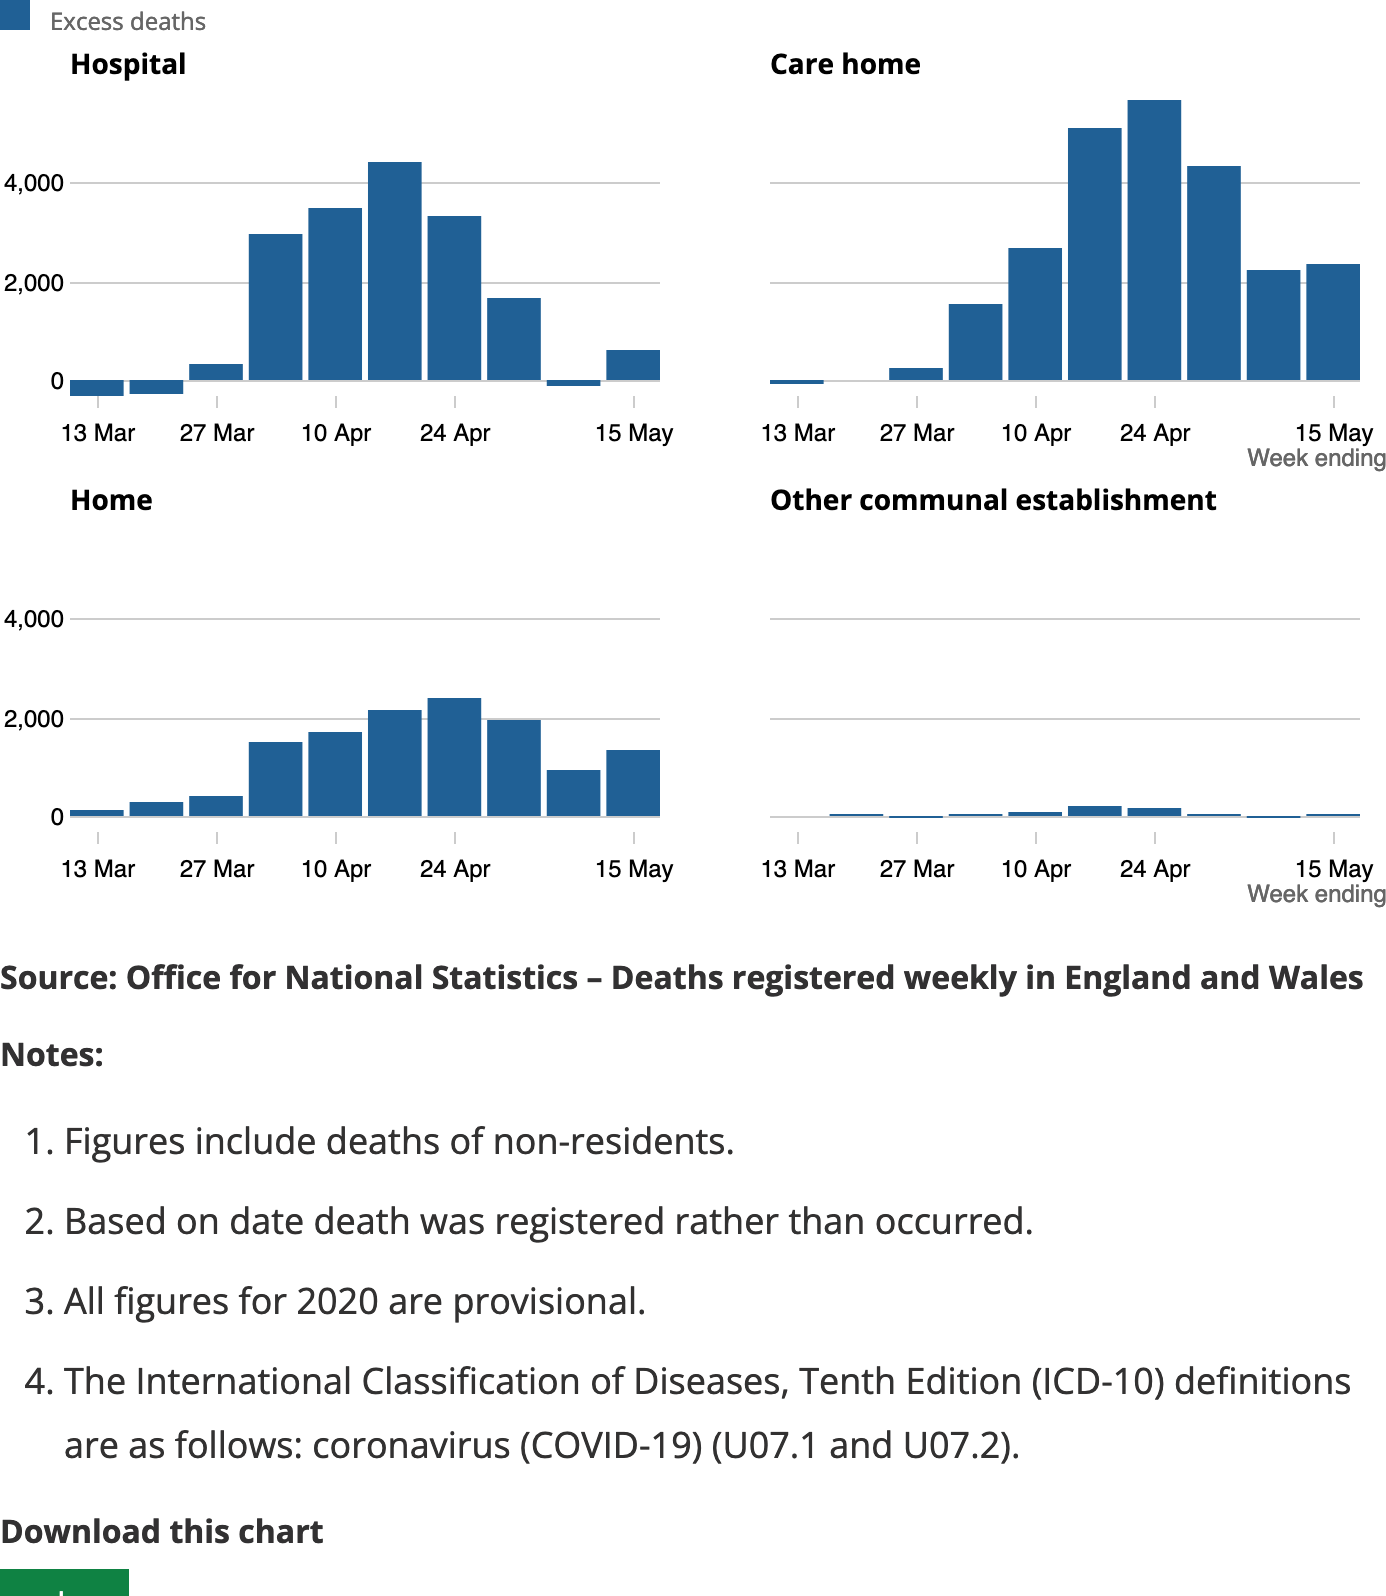 Excess deaths
Hospital
4,000
2,000
0
13 Mar 27 Mar 10 Apr 24 Apr 15 May
Care home
13 Mar 27 Mar 10 Apr 24 Apr 15 May
Week ending
Home
4,000
2,000
0
13 Mar 27 Mar 10 Apr 24 Apr 15 May
Other communal establishment
13 Mar 27 Mar 10 Apr 24 Apr 15 May
Week ending
Source: Office for National Statistics – Deaths registered weekly in England and Wales
Notes:
1. Figures include deaths of non-residents.
2. Based on date death was registered rather than occurred.
3. All figures for 2020 are provisional.
4. The International Classification of Diseases, Tenth Edition (ICD-10) definitions
are as follows: coronavirus (COVID-19) (U07.1 and U07.2).
Download this chart